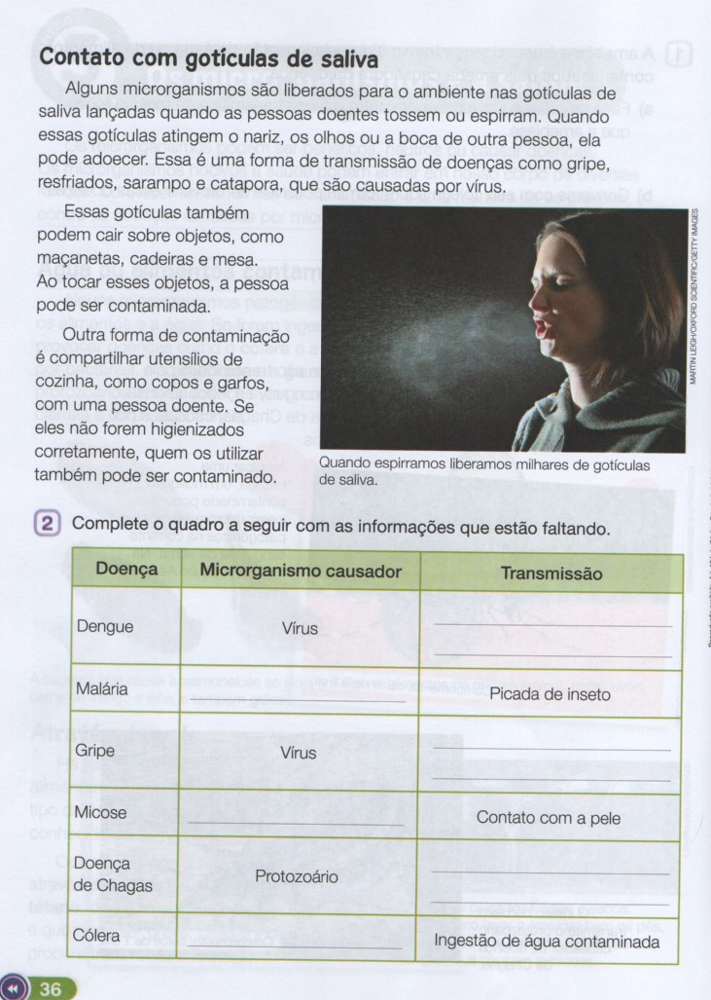 Contato com gotículas de saliva
Alguns microrganismos são liberados para o ambiente nas gotículas de
saliva lançadas quando as pessoas doentes tossem ou espirram. Quando
essas gotículas atingem o nariz, os olhos ou a boca de outra pessoa, ela
pode adoecer. Essa é uma forma de transmissão de doenças como gripe,
resfriados, sarampo e catapora, que são causadas por vírus.
Essas gotículas também
podem cair sobre objetos, como
maçanetas, cadeiras e mesa.
Ao tocar esses objetos, a pessoa
pode ser contaminada.
Outra forma de contaminação
é compartilhar utensílios de
cozinha, como copos e garfos,
com uma pessoa doente. Se
eles não forem higienizados
corretamente, quem os utilizar
também pode ser contaminado.
MARTIN LEIGH/OXFORD SCIENTIFIC/GETTY IMAGES
Quando espirramos liberamos milhares de gotículas
de saliva.
2 Complete o quadro a seguir com as informações que estão faltando.
Doença Microrganismo causador Transmissão
Dengue Vírus
Malária Picada de inseto
Gripe Vírus
Micose Contato com a pele
Doença
de Chagas Protozoário
Cólera Ingestão de água contaminada
36